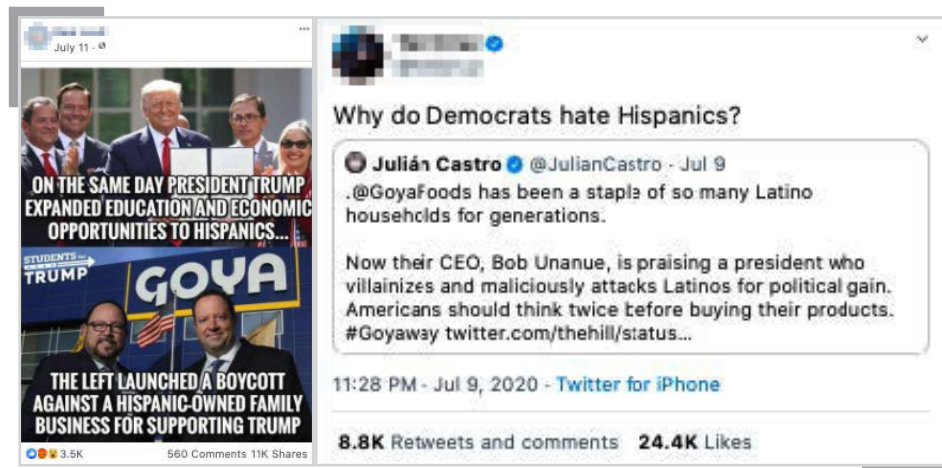 July 11
ON THE SAME DAY PRESIDENT TRUMP
EXPANDED EDUCATION AND ECONOMIC
OPPORTUNITIES TO HISPANICS...
STUDENTS for
TRUMP
GOYA
THE LEFT LAUNCHED A BOYCOTT
AGAINST A HISPANIC-OWNED FAMILY
BUSINESS FOR SUPPORTING TRUMP
3.5K 560 Comments 11K Shares
Why do Democrats hate Hispanics?
Julián Castro @JulianCastro · Jul 9
.@GoyaFoods has been a staple of so many Latino
households for generations.
Now their CEO, Bob Unanue, is praising a president who
villainizes and maliciously attacks Latinos for political gain.
Americans should think twice before buying their products.
#Goyaway twitter.com/thehill/status...
11:28 PM · Jul 9, 2020 · Twitter for iPhone
8.8K Retweets and comments 24.4K Likes